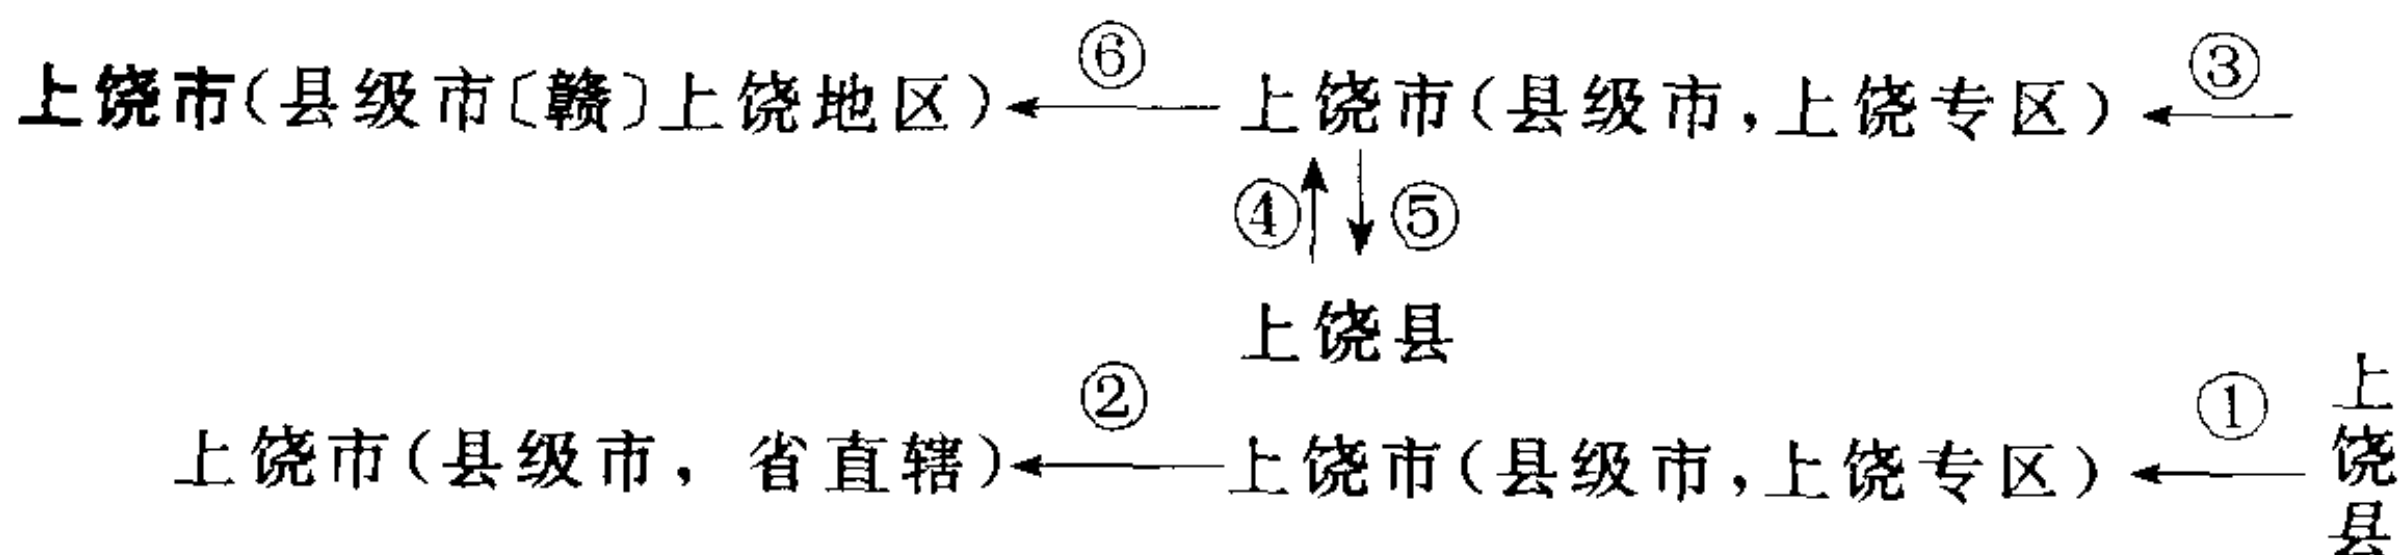 ⑥ ③
上饶市(县级市〔赣〕上饶地区) 上饶市(县级市,上饶专区)
④ ⑤
上饶县
② ①
上饶市(县级市,省直辖) 上饶市(县级市,上饶专区)
上饶县